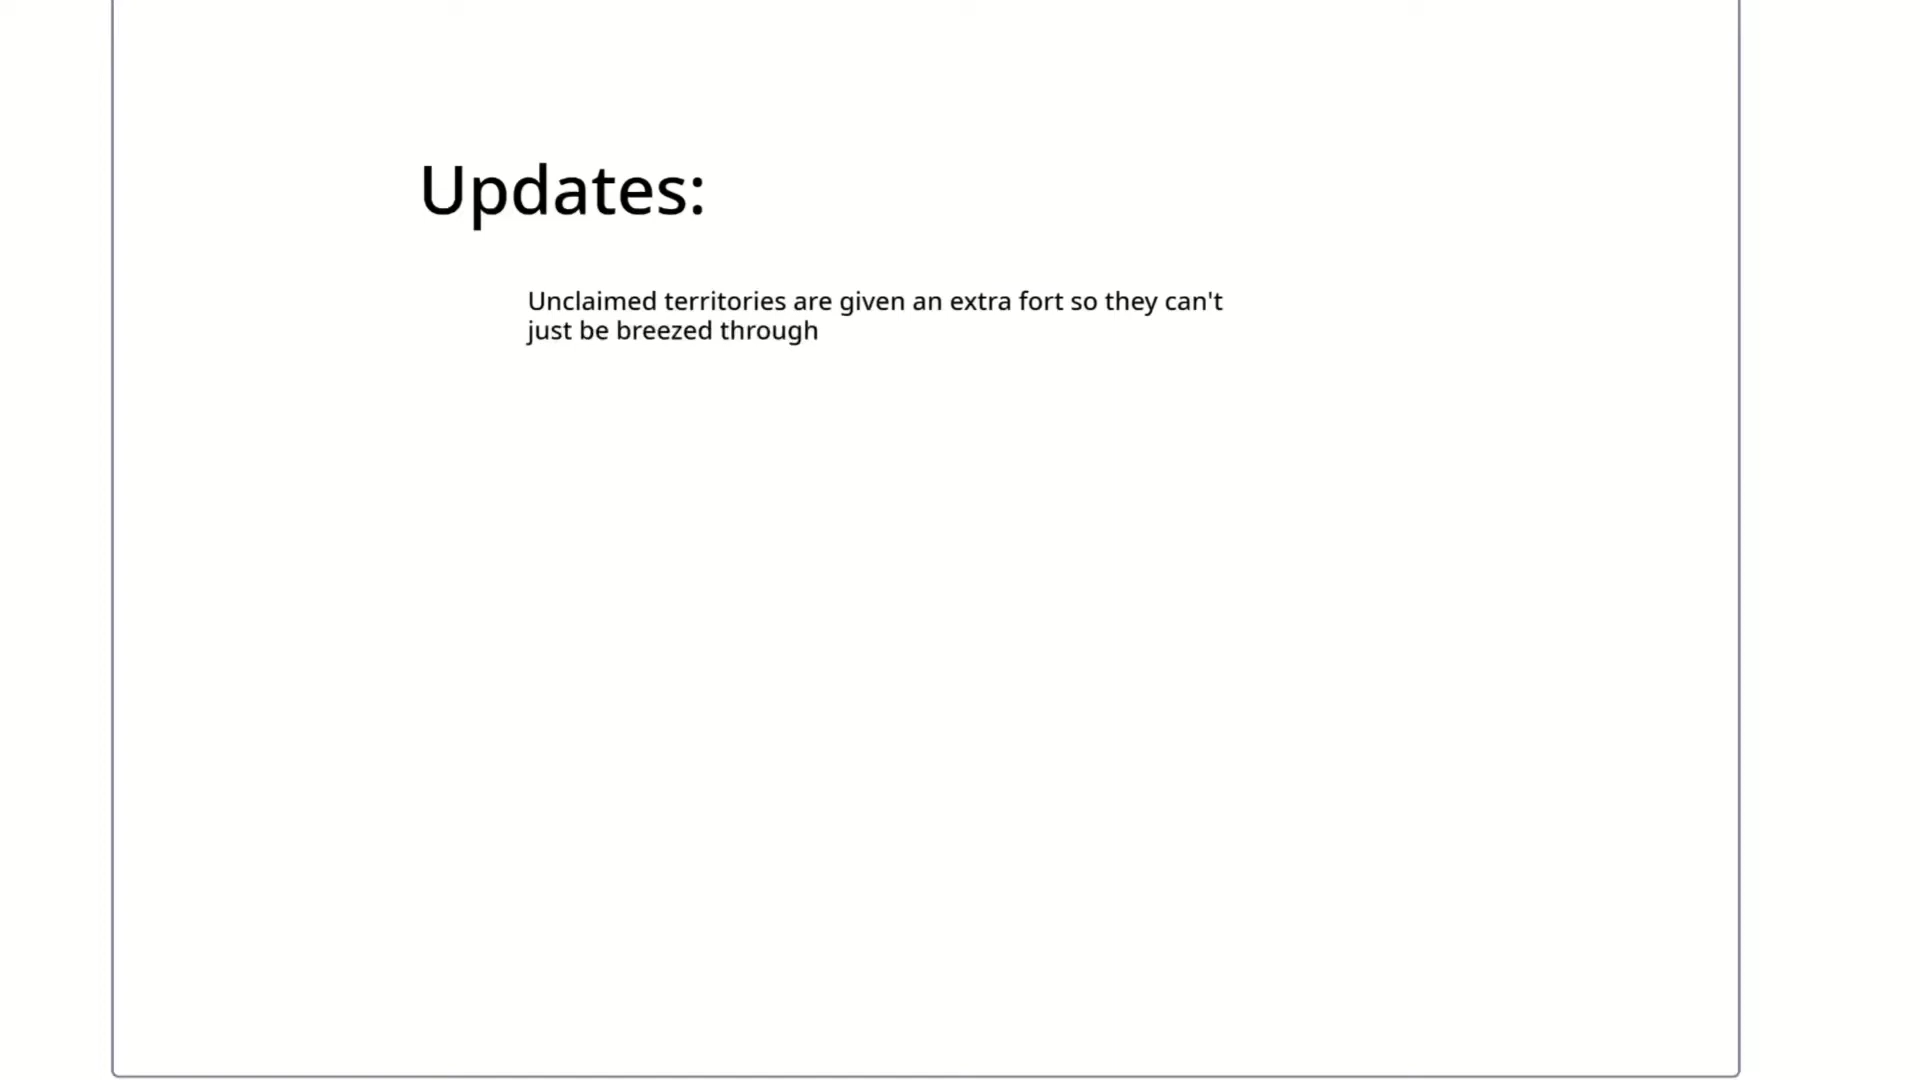 Updates:
Unclaimed territories are given an extra fort so they can't
just be breezed through